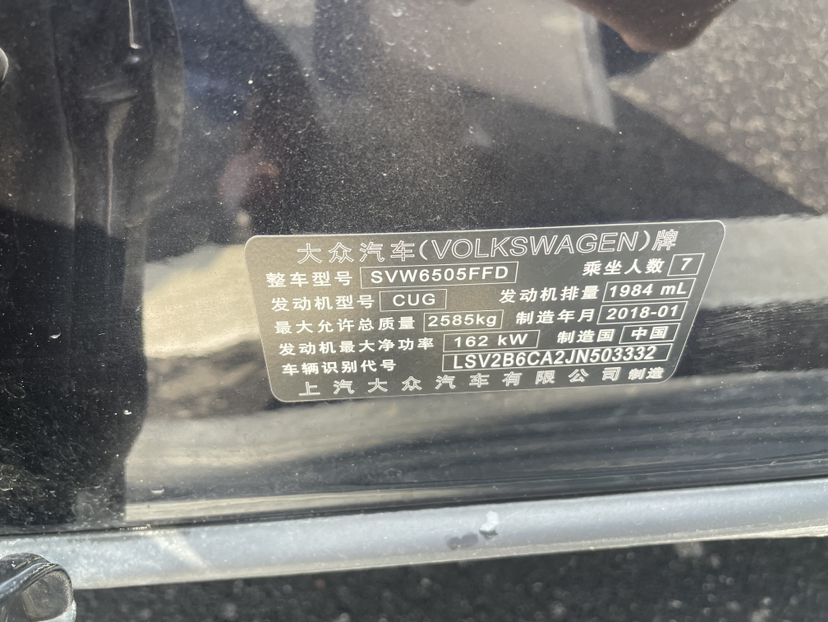 大众汽车(VOLKSWAGEN)牌
整车型号 SVW6505FFD 乘坐人数 7
发动机型号 CUG 发动机排量 1984 mL
最大允许总质量 2585kg 制造年月 2018-01
发动机最大净功率 162 kW 制造国 中国
车辆识别代号 LSV2B6CA2JN503332
上汽大众汽车有限公司制造